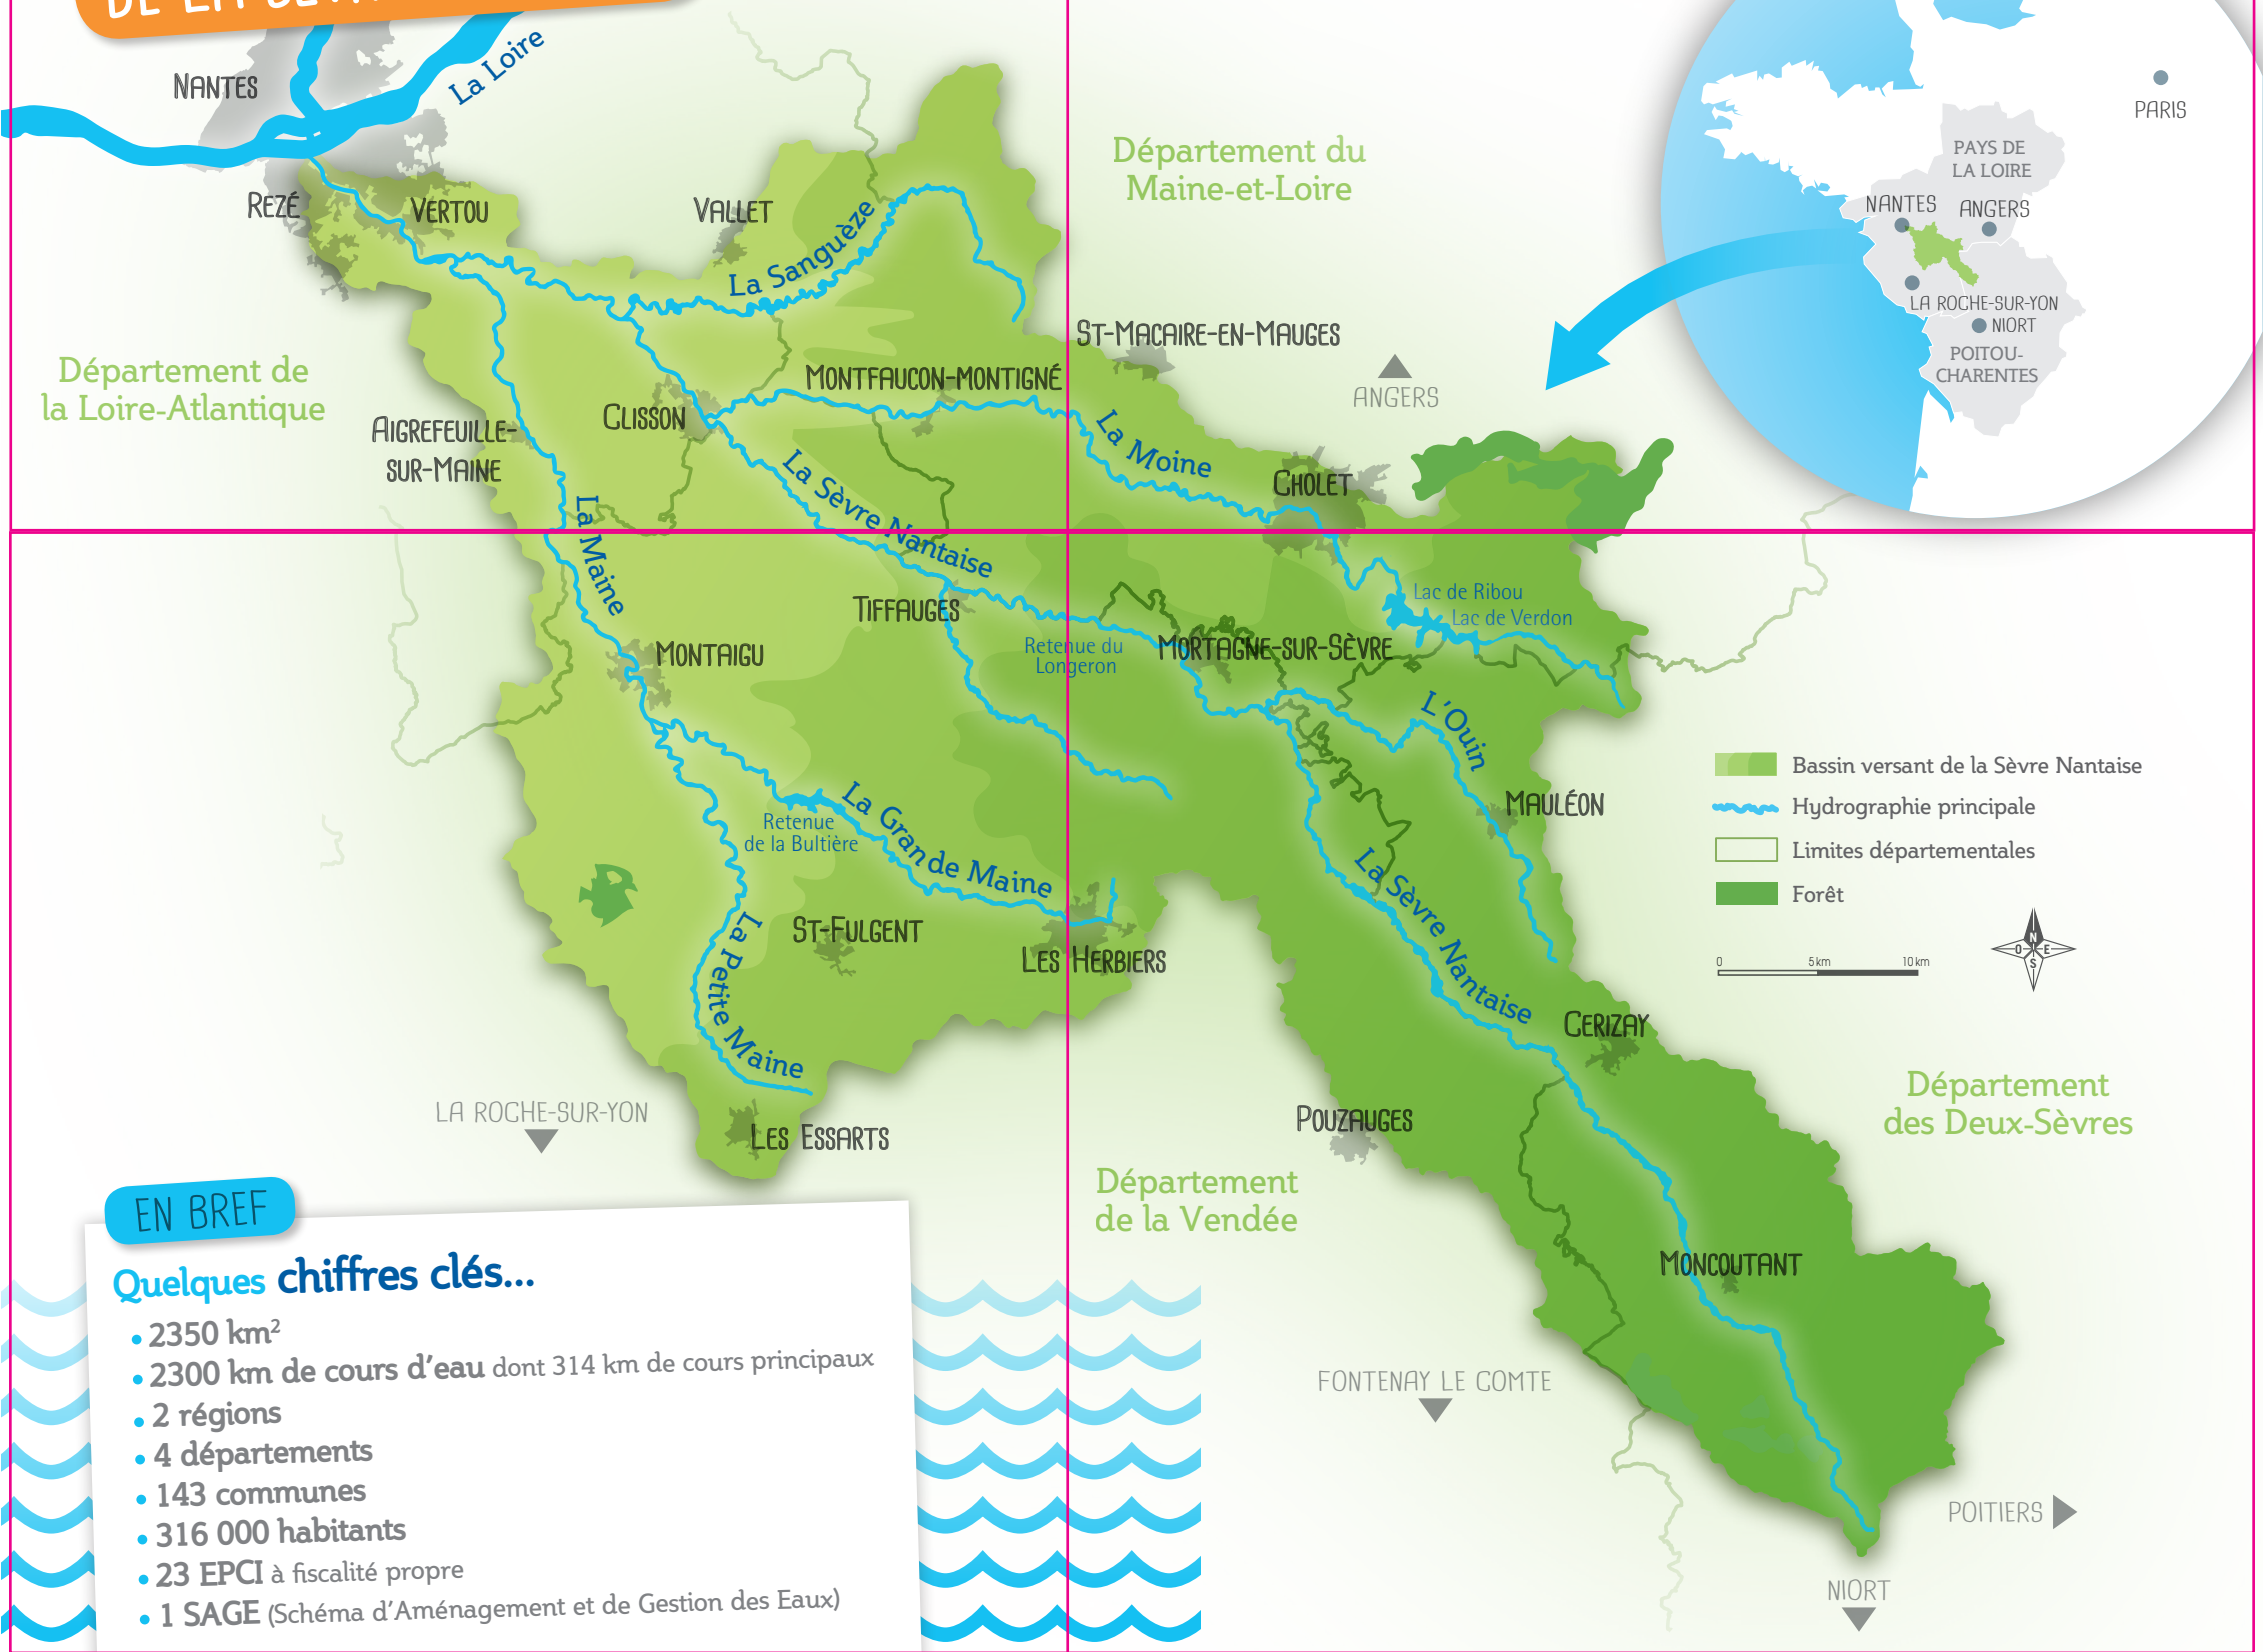 DE LA
NANTES
La Loire
REZÉ
VERTOU
VALLET
La Sanguèze
Département du
Maine-et-Loire
PARIS
PAYS DE
LA LOIRE
NANTES
ANGERS
LA ROCHE-SUR-YON
NIORT
POITOU-
CHARENTES
ST-MACAIRE-EN-MAUGES
ANGERS
Département de
la Loire-Atlantique
MONTFAUCON-MONTIGNÉ
CLISSON
AIGREFEUILLE-
SUR-MAINE
La Moine
CHOLET
La Sèvre Nantaise
La Maine
TIFFAUGES
Lac de Ribou
Lac de Verdon
Retenue du
Longeron
MORTAGNE-SUR-SÈVRE
MONTAIGU
L'Ouin
MAULÉON
Retenue
de la Bultière
La Grande Maine
La Sèvre Nantaise
ST-FULGENT
LES HERBIERS
La Petite Maine
CERIZAY
LA ROCHE-SUR-YON
LES ESSARTS
POUZAUGES
Département
de la Vendée
Département
des Deux-Sèvres
MONCOUTANT
FONTENAY LE COMTE
POITIERS
NIORT
Bassin versant de la Sèvre Nantaise
Hydrographie principale
Limites départementales
Forêt
0 5 km 10 km
N
O E
S
EN BREF
Quelques chiffres clés...
• 2350 km²
• 2300 km de cours d'eau dont 314 km de cours principaux
• 2 régions
• 4 départements
• 143 communes
• 316 000 habitants
• 23 EPCI à fiscalité propre
• 1 SAGE (Schéma d'Aménagement et de Gestion des Eaux)